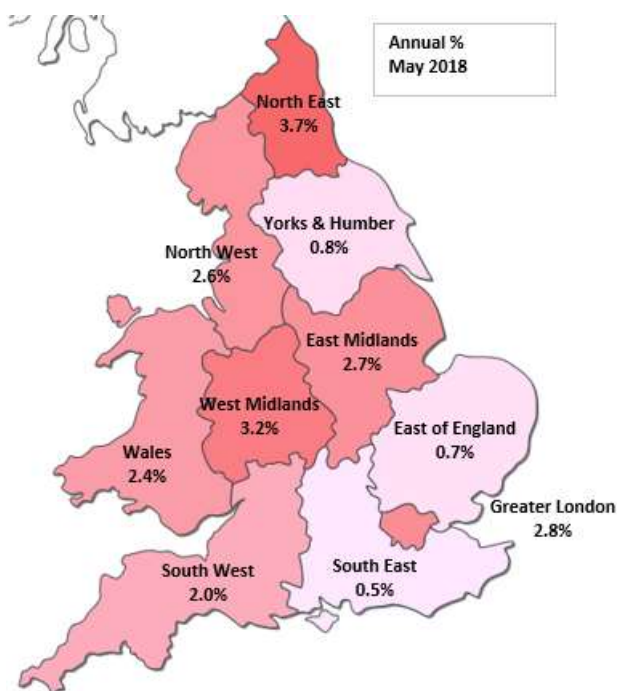 Annual %
May 2018
North East
3.7%
Yorks & Humber
0.8%
North West
2.6%
East Midlands
2.7%
West Midlands
3.2%
East of England
0.7%
Wales
2.4%
Greater London
2.8%
South West
2.0%
South East
0.5%